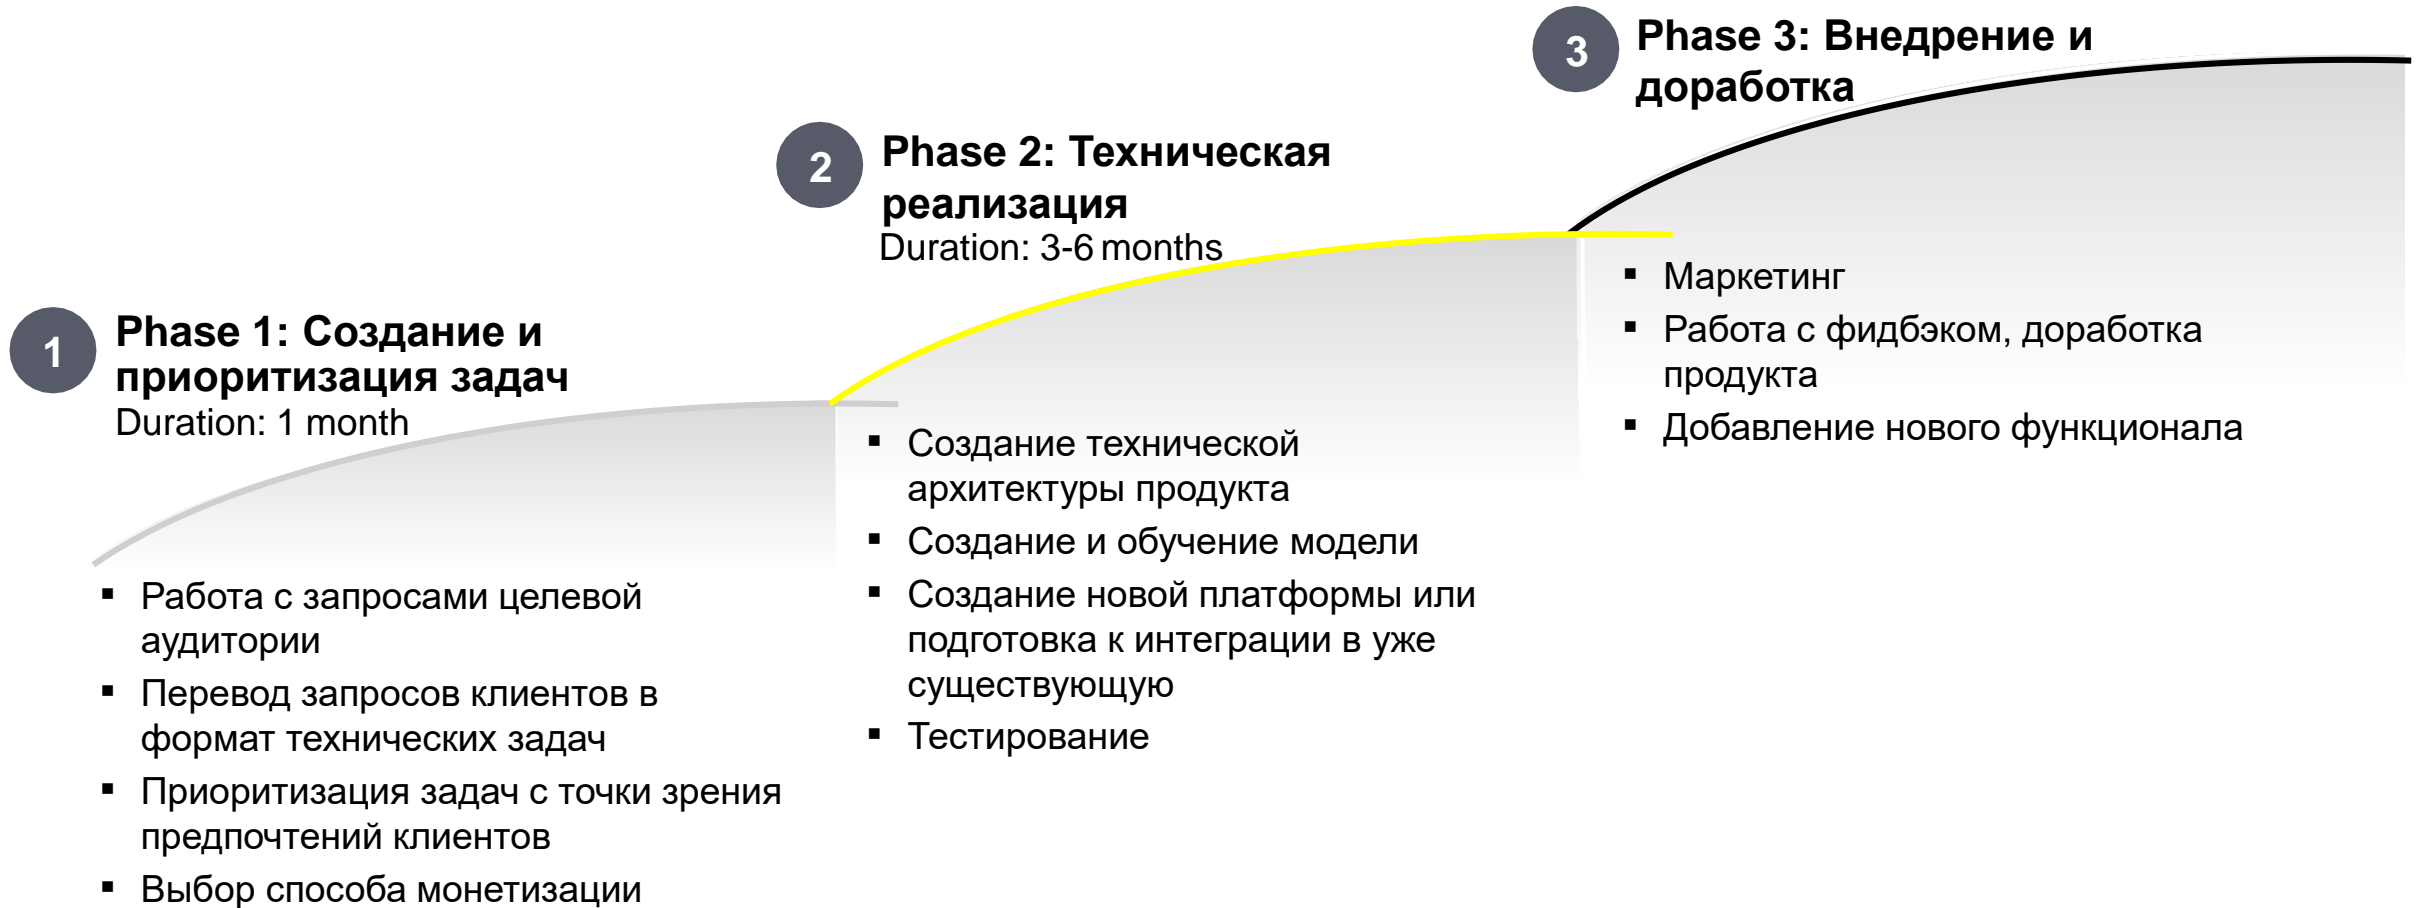 1
Phase 1: Создание и
приоритизация задач
Duration: 1 month
▪ Работа с запросами целевой
аудитории
▪ Перевод запросов клиентов в
формат технических задач
▪ Приоритизация задач с точки зрения
предпочтений клиентов
▪ Выбор способа монетизации
2
Phase 2: Техническая
реализация
Duration: 3-6 months
▪ Создание технической
архитектуры продукта
▪ Создание и обучение модели
▪ Создание новой платформы или
подготовка к интеграции в уже
существующую
▪ Тестирование
3
Phase 3: Внедрение и
доработка
▪ Маркетинг
▪ Работа с фидбэком, доработка
продукта
▪ Добавление нового функционала